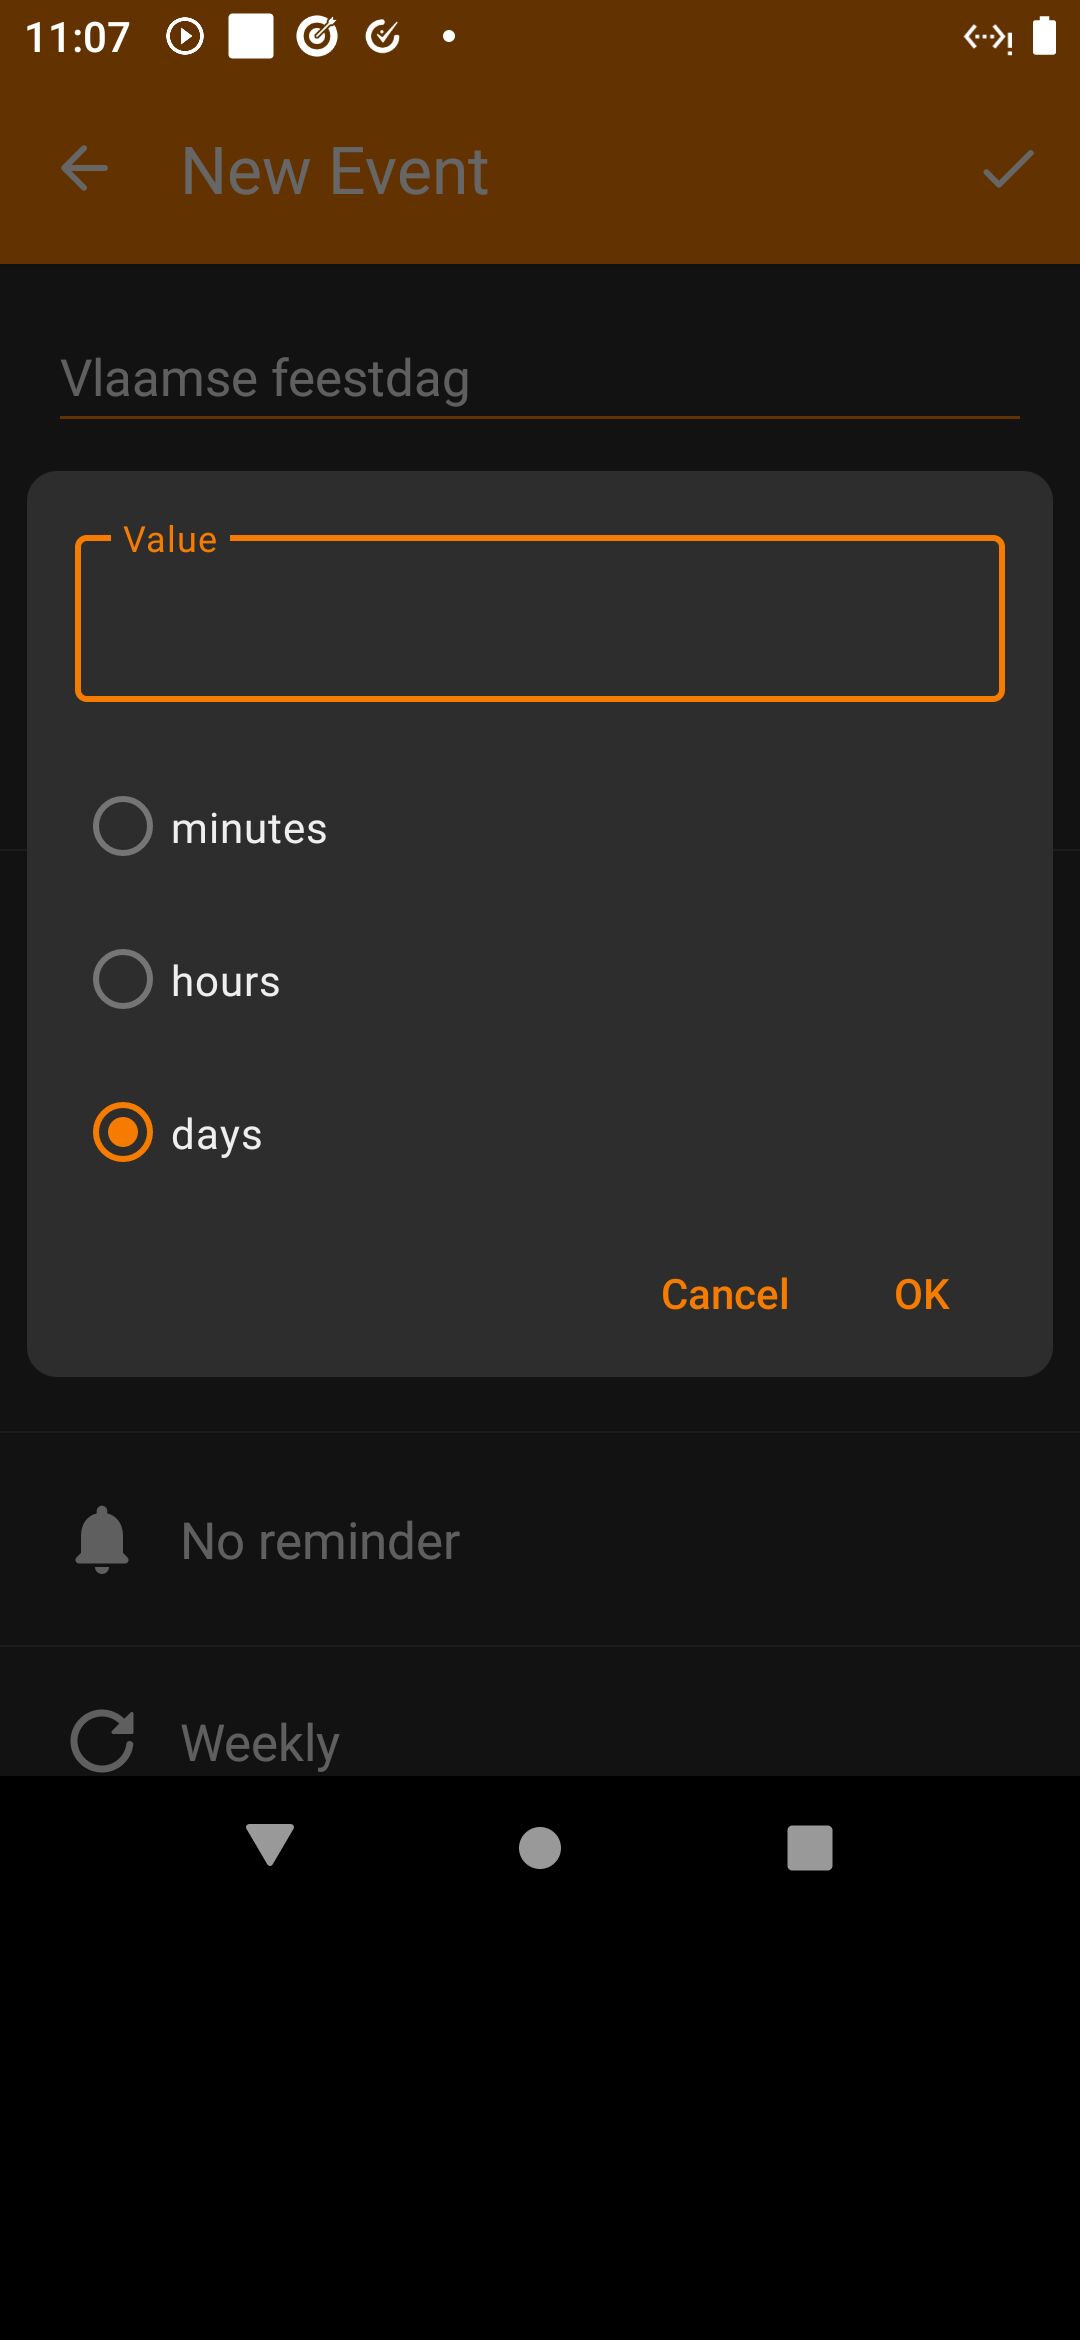 11:07
New Event
Vlaamse feestdag
Value
minutes
hours
days
Cancel OK
No reminder
Weekly